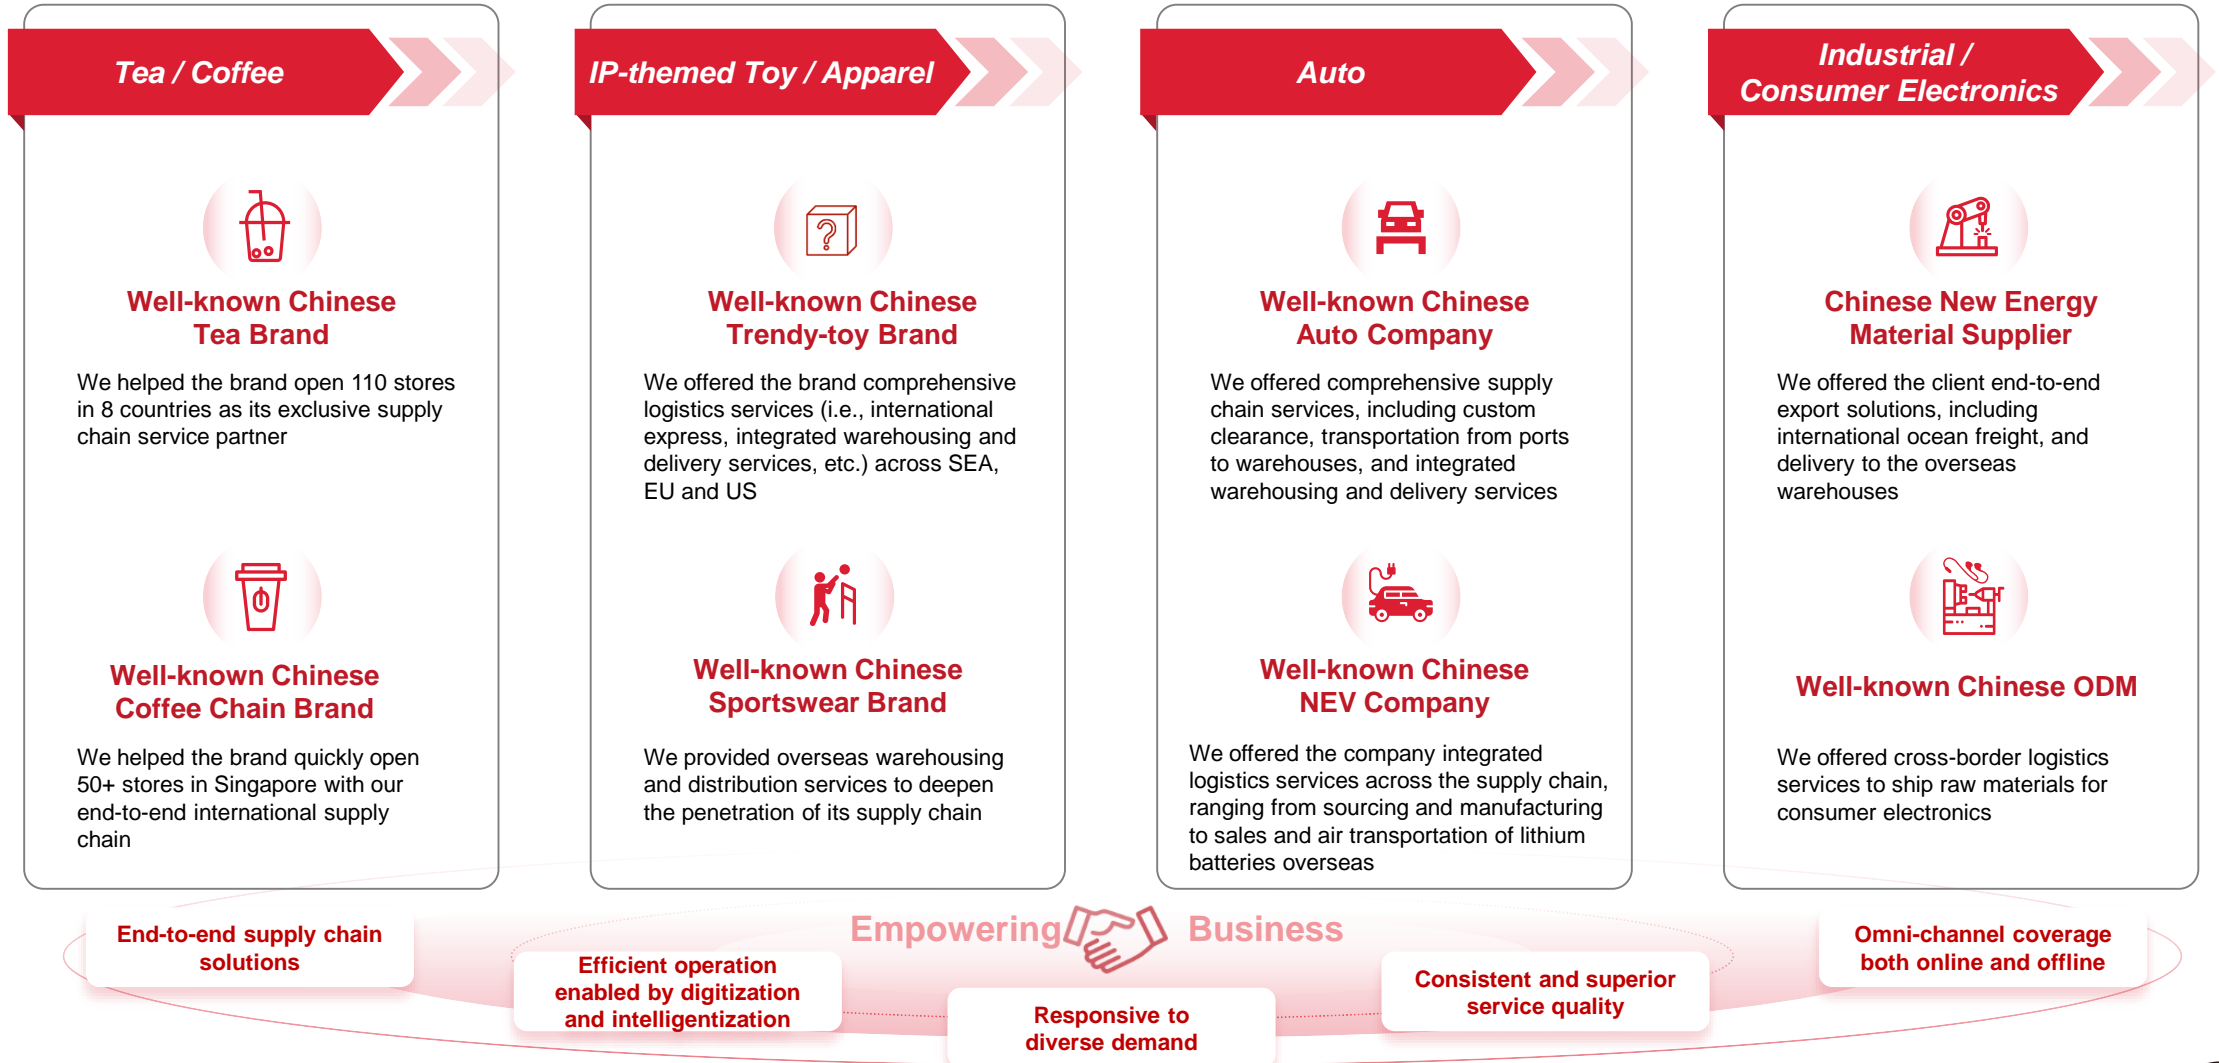 Tea / Coffee
Well-known Chinese
Tea Brand
We helped the brand open 110 stores
in 8 countries as its exclusive supply
chain service partner
Well-known Chinese
Coffee Chain Brand
We helped the brand quickly open
50+ stores in Singapore with our
end-to-end international supply
chain
IP-themed Toy / Apparel
?
Well-known Chinese
Trendy-toy Brand
We offered the brand comprehensive
logistics services (i.e., international
express, integrated warehousing and
delivery services, etc.) across SEA,
EU and US
Well-known Chinese
Sportswear Brand
We provided overseas warehousing
and distribution services to deepen
the penetration of its supply chain
Auto
Well-known Chinese
Auto Company
We offered comprehensive supply
chain services, including custom
clearance, transportation from ports
to warehouses, and integrated
warehousing and delivery services
Well-known Chinese
NEV Company
We offered the company integrated
logistics services across the supply chain,
ranging from sourcing and manufacturing
to sales and air transportation of lithium
batteries overseas
Industrial /
Consumer Electronics
Chinese New Energy
Material Supplier
We offered the client end-to-end
export solutions, including
international ocean freight, and
delivery to the overseas
warehouses
Well-known Chinese ODM
We offered cross-border logistics
services to ship raw materials for
consumer electronics
Empowering Business
End-to-end supply chain
solutions
Efficient operation
enabled by digitization
and intelligentization
Responsive to
diverse demand
Consistent and superior
service quality
Omni-channel coverage
both online and offline